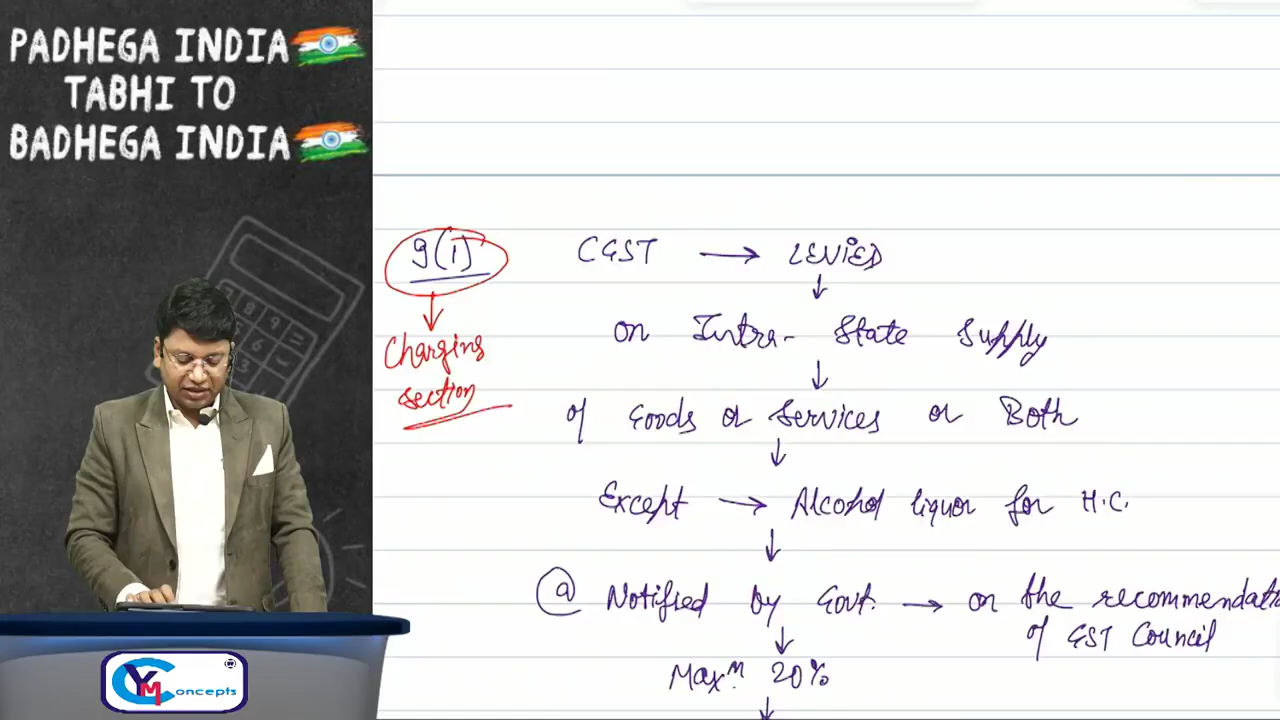 PADHEGA INDIA
TABHI TO
BADHEGA INDIA
9(1)
Charging
section
CGST → LEVIED
↓
on Intra- State Supply
↓
of Goods or Services or Both
↓
Except → Alcohol liquor for H.C.
↓
@ Notified by Govt. → on the recommendat
of GST Council
↓
Maxᵐ. 20%
↓
YM Concepts